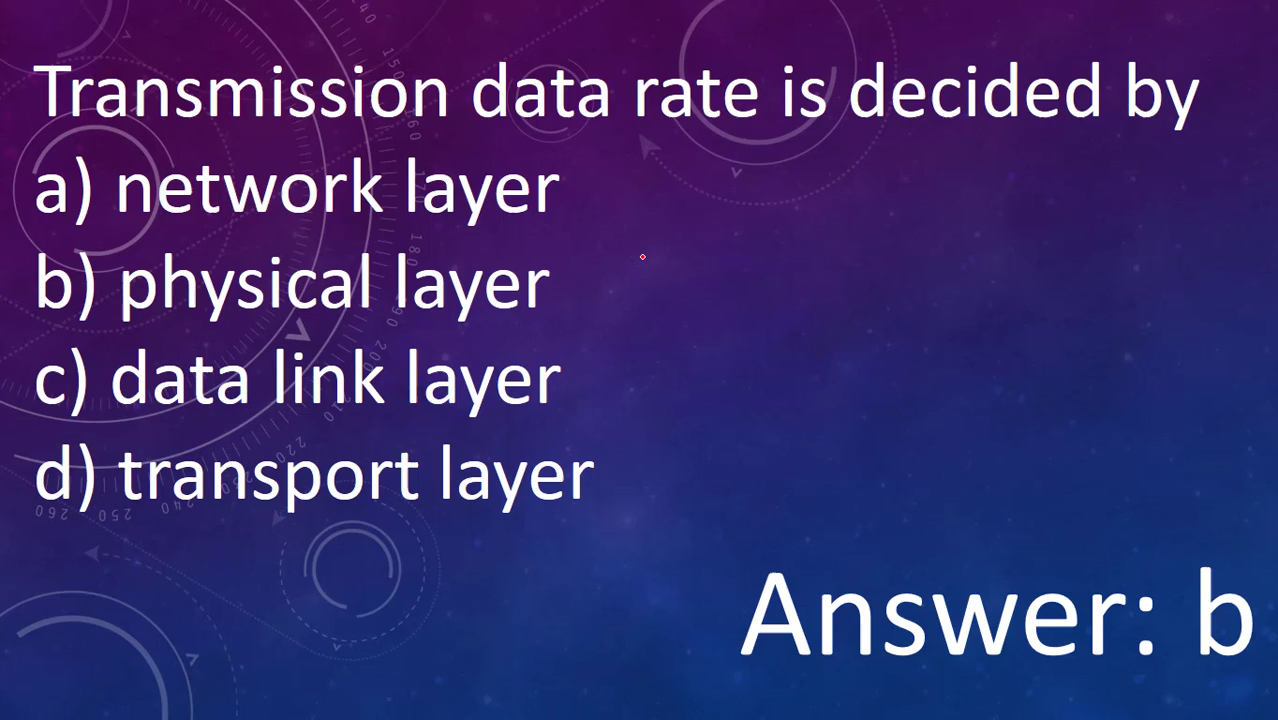 Transmission data rate is decided by
a) network layer
b) physical layer
c) data link layer
d) transport layer
Answer: b